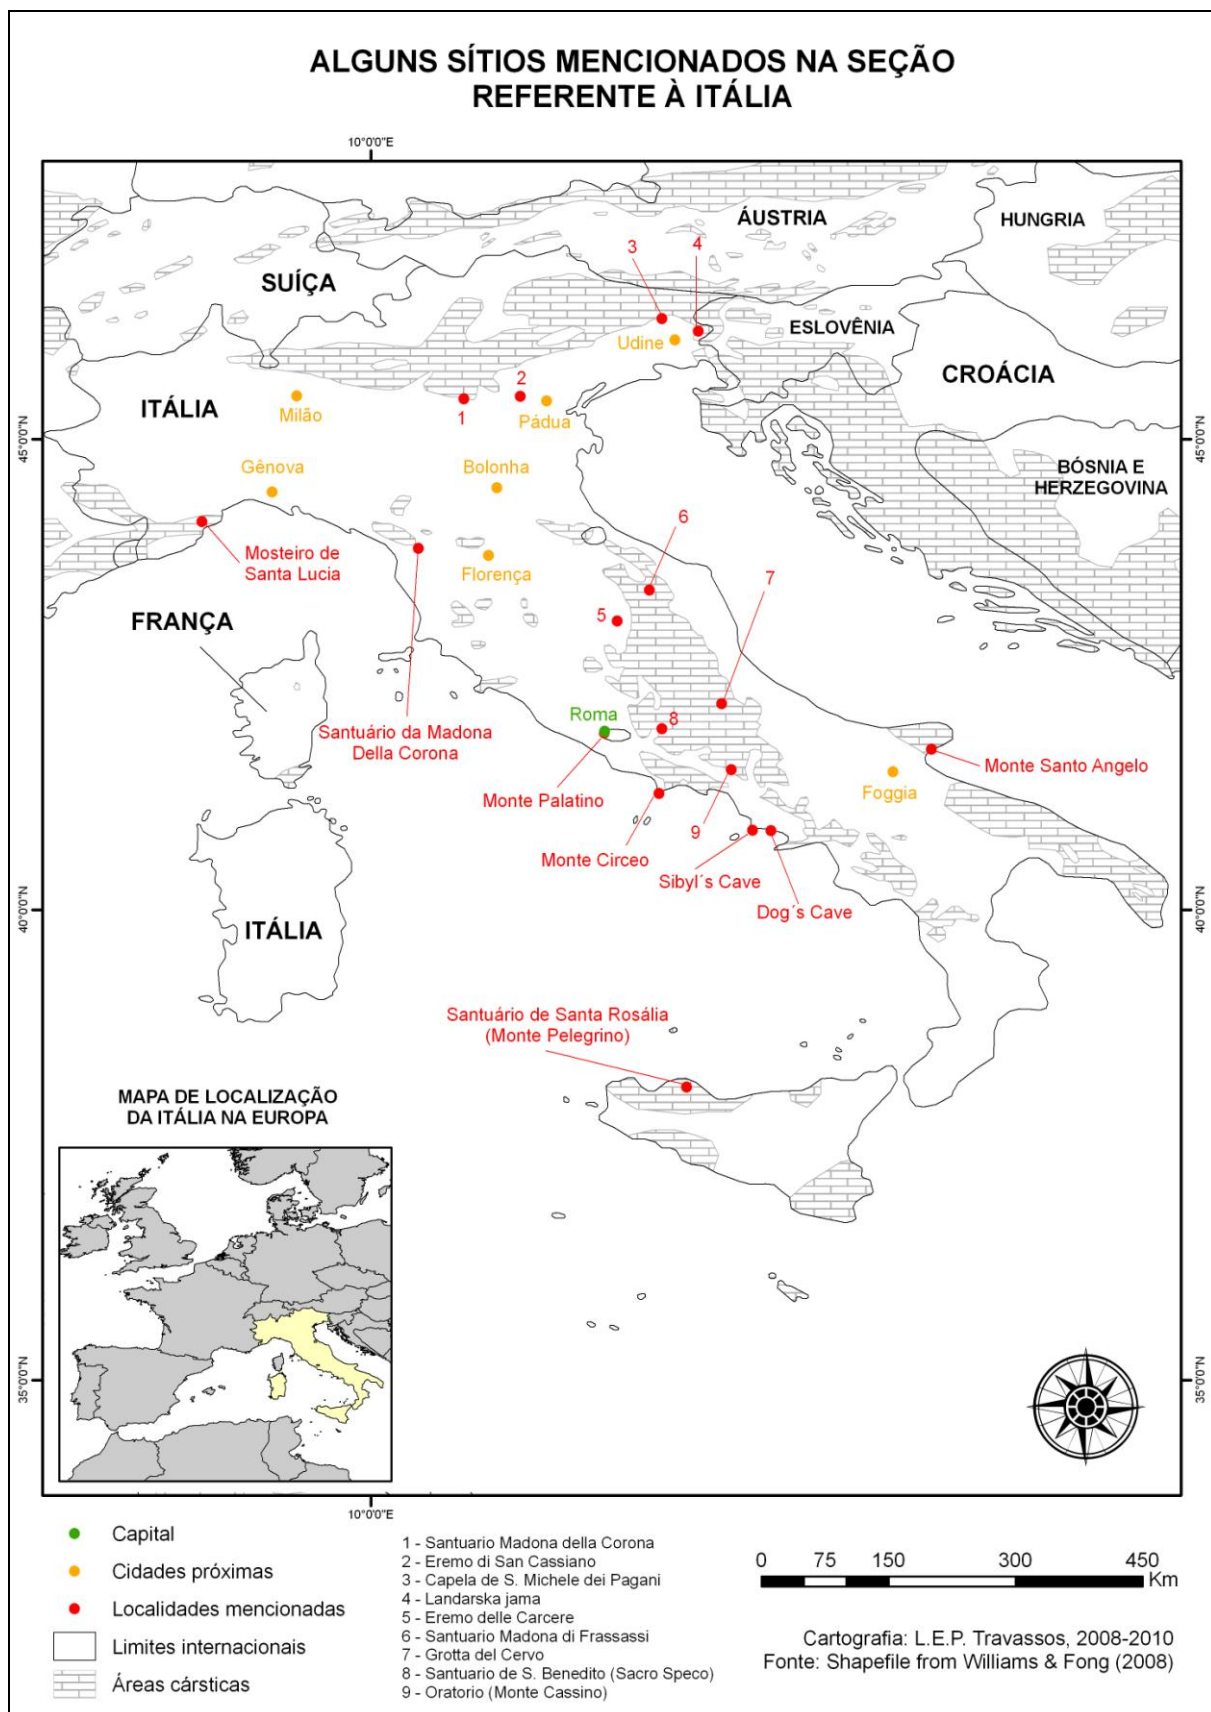 ALGUNS SÍTIOS MENCIONADOS NA SEÇÃO
REFERENTE À ITÁLIA
10°0'0"E
ÁUSTRIA
HUNGRIA
3
4
SUÍÇA
ESLOVÊNIA
Udine
CROÁCIA
ITÁLIA
2
Milão
1
Pádua
45°0'0"N
45°0'0"N
Gênova
Bolonha
BÓSNIA E
HERZEGOVINA
6
Mosteiro de
Santa Lucia
Florença
7
FRANÇA
5
Roma
8
Santuário da Madona
Della Corona
Monte Santo Angelo
Monte Palatino
Foggia
9
Monte Circeo
Sibyl´s Cave
Dog´s Cave
40°0'0"N
40°0'0"N
ITÁLIA
Santuário de Santa Rosália
(Monte Pelegrino)
MAPA DE LOCALIZAÇÃO
DA ITÁLIA NA EUROPA
35°0'0"N
35°0'0"N
10°0'0"E
Capital
Cidades próximas
Localidades mencionadas
Limites internacionais
Áreas cársticas
1 - Santuario Madona della Corona
2 - Eremo di San Cassiano
3 - Capela de S. Michele dei Pagani
4 - Landarska jama
5 - Eremo delle Carcere
6 - Santuario Madona di Frassassi
7 - Grotta del Cervo
8 - Santuario de S. Benedito (Sacro Speco)
9 - Oratorio (Monte Cassino)
0 75 150 300 450
Km
Cartografia: L.E.P. Travassos, 2008-2010
Fonte: Shapefile from Williams & Fong (2008)